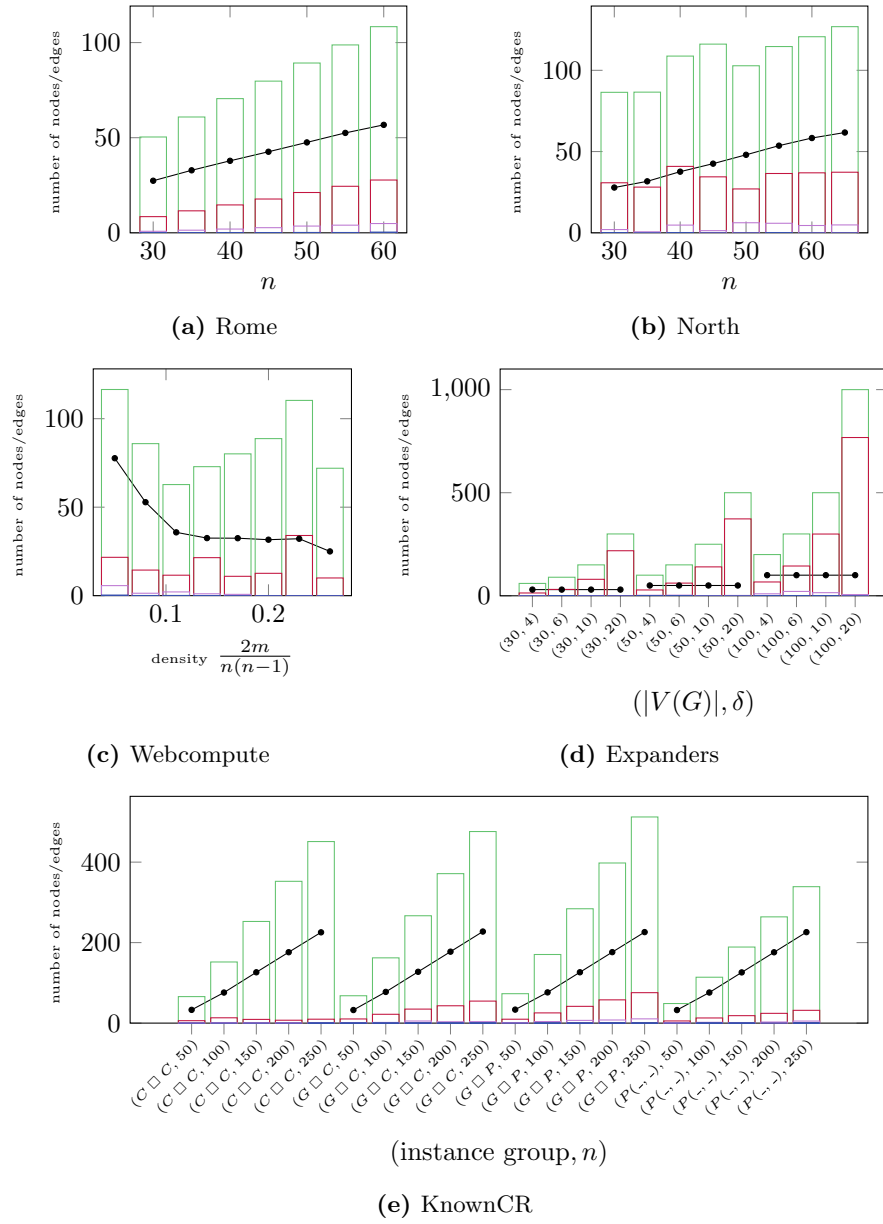 number of nodes/edges
100
50
0
30
40
50
60
n
(a) Rome
number of nodes/edges
100
50
0
30
40
50
60
n
(b) North
number of nodes/edges
100
50
0
0.1
0.2
density 2m / n(n−1)
(c) Webcompute
number of nodes/edges
1,000
500
0
(30, 4)
(30, 6)
(30, 10)
(30, 20)
(50, 4)
(50, 6)
(50, 10)
(50, 20)
(100, 4)
(100, 6)
(100, 10)
(100, 20)
(|V(G)|, δ)
(d) Expanders
number of nodes/edges
400
200
0
(C □ C, 50)
(C □ C, 100)
(C □ C, 150)
(C □ C, 200)
(C □ C, 250)
(G □ C, 50)
(G □ C, 100)
(G □ C, 150)
(G □ C, 200)
(G □ C, 250)
(G □ P, 50)
(G □ P, 100)
(G □ P, 150)
(G □ P, 200)
(G □ P, 250)
(P(-, -), 50)
(P(-, -), 100)
(P(-, -), 150)
(P(-, -), 200)
(P(-, -), 250)
(instance group, n)
(e) KnownCR